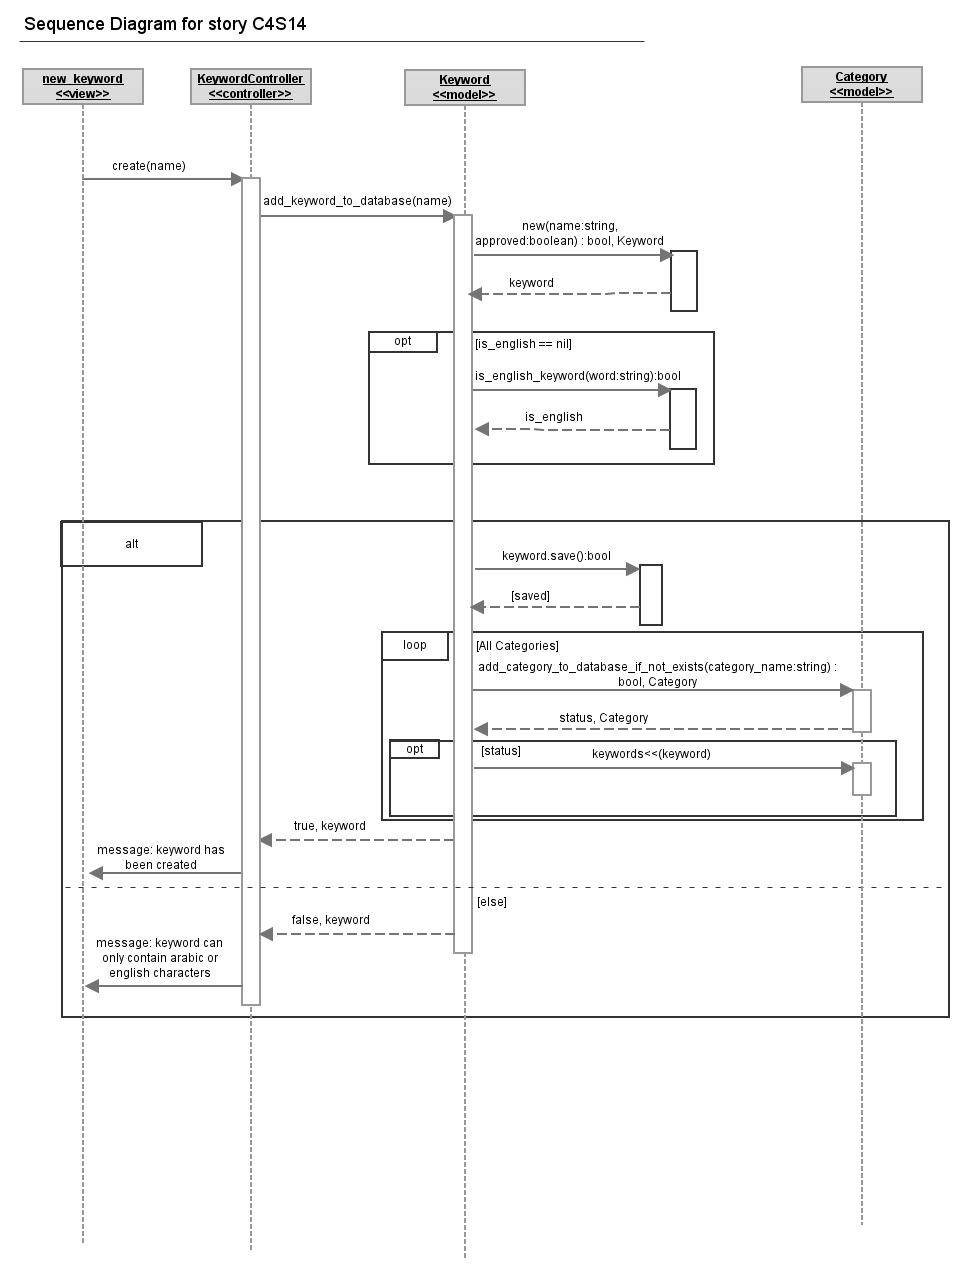 Sequence Diagram for story C4S14
new_keyword
<<view>>
KeywordController
<<controller>>
Keyword
<<model>>
Category
<<model>>
create(name)
add_keyword_to_database(name)
new(name:string,
approved:boolean) : bool, Keyword
keyword
opt
[is_english == nil]
is_english_keyword(word:string):bool
is_english
alt
keyword.save():bool
[saved]
loop
[All Categories]
add_category_to_database_if_not_exists(category_name:string) :
bool, Category
status, Category
opt
[status]
keywords<<(keyword)
true, keyword
message: keyword has
been created
[else]
false, keyword
message: keyword can
only contain arabic or
english characters